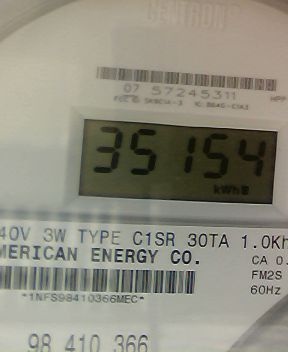 CENTRON
07 57245311
35154
kWh
40V 3W TYPE C1SR 30TA 1.0Kh
MERICAN ENERGY CO.
CA 0.
FM2S
60Hz
*1NFS98410366MEC*
98 410 366